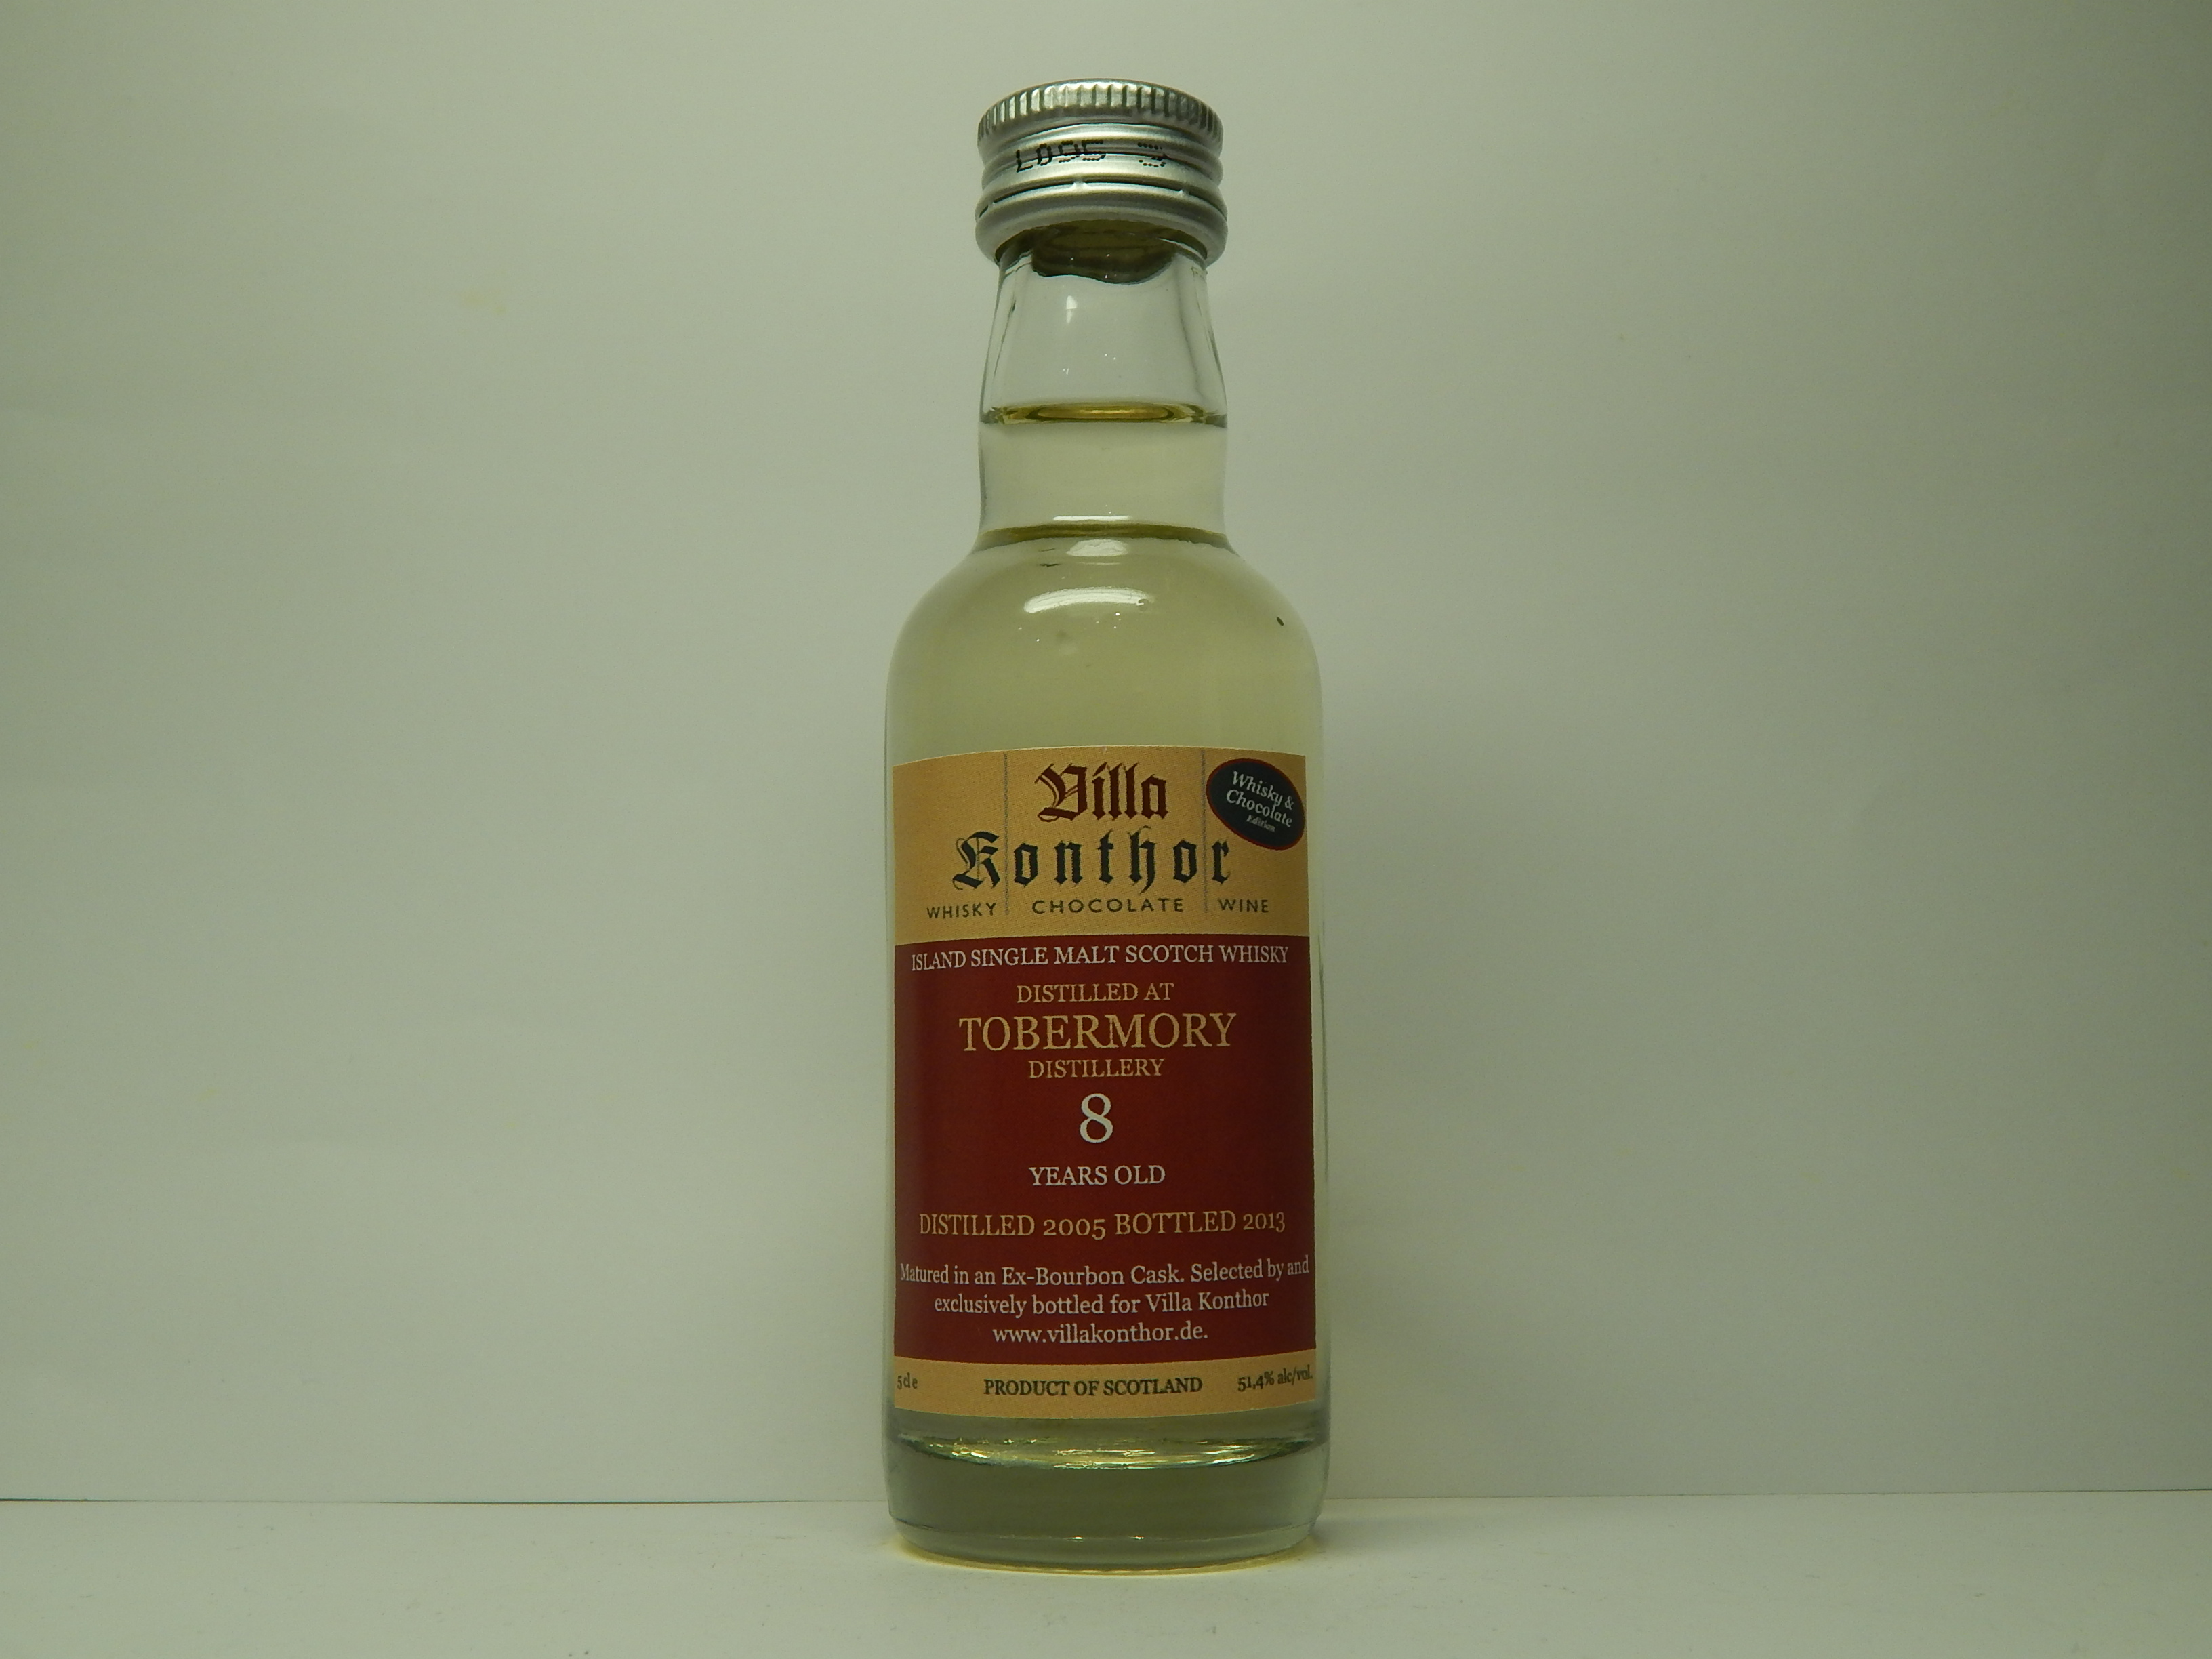 Villa
Konthor
WHISKY CHOCOLATE WINE
Whisky &
Chocolate
Edition
ISLAND SINGLE MALT SCOTCH WHISKY
DISTILLED AT
TOBERMORY
DISTILLERY
8
YEARS OLD
DISTILLED 2005 BOTTLED 2013
Matured in an Ex-Bourbon Cask. Selected by and
exclusively bottled for Villa Konthor
www.villakonthor.de.
5cl e PRODUCT OF SCOTLAND 51,4% alc/vol.